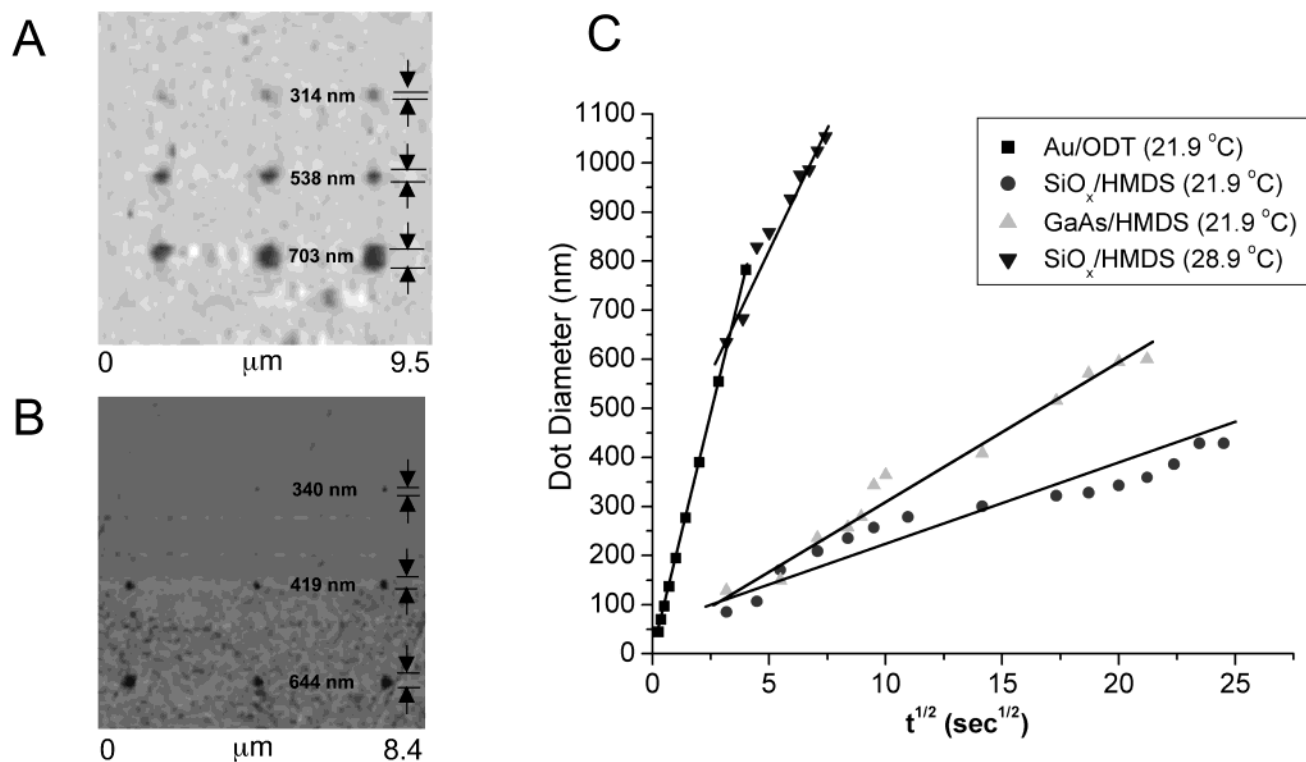 A
314 nm
538 nm
703 nm
0 μm 9.5
B
340 nm
419 nm
644 nm
0 μm 8.4
C
1100
1000
900
800
700
600
500
400
300
200
100
0
Dot Diameter (nm)
0 5 10 15 20 25
t^1/2 (sec^1/2)
Au/ODT (21.9 °C)
SiOₓ/HMDS (21.9 °C)
GaAs/HMDS (21.9 °C)
SiOₓ/HMDS (28.9 °C)